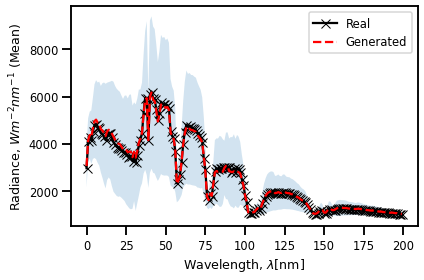 Real
Generated
Radiance, Wm⁻²nm⁻¹ (Mean)
8000
6000
4000
2000
0 25 50 75 100 125 150 175 200
Wavelength, λ[nm]